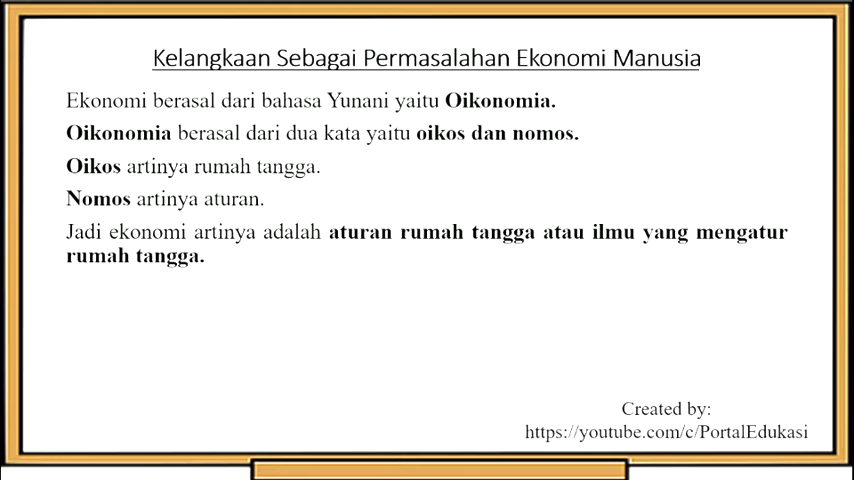 Kelangkaan Sebagai Permasalahan Ekonomi Manusia
Ekonomi berasal dari bahasa Yunani yaitu Oikonomia.
Oikonomia berasal dari dua kata yaitu oikos dan nomos.
Oikos artinya rumah tangga.
Nomos artinya aturan.
Jadi ekonomi artinya adalah aturan rumah tangga atau ilmu yang mengatur
rumah tangga.
Created by:
https://youtube.com/c/PortalEdukasi